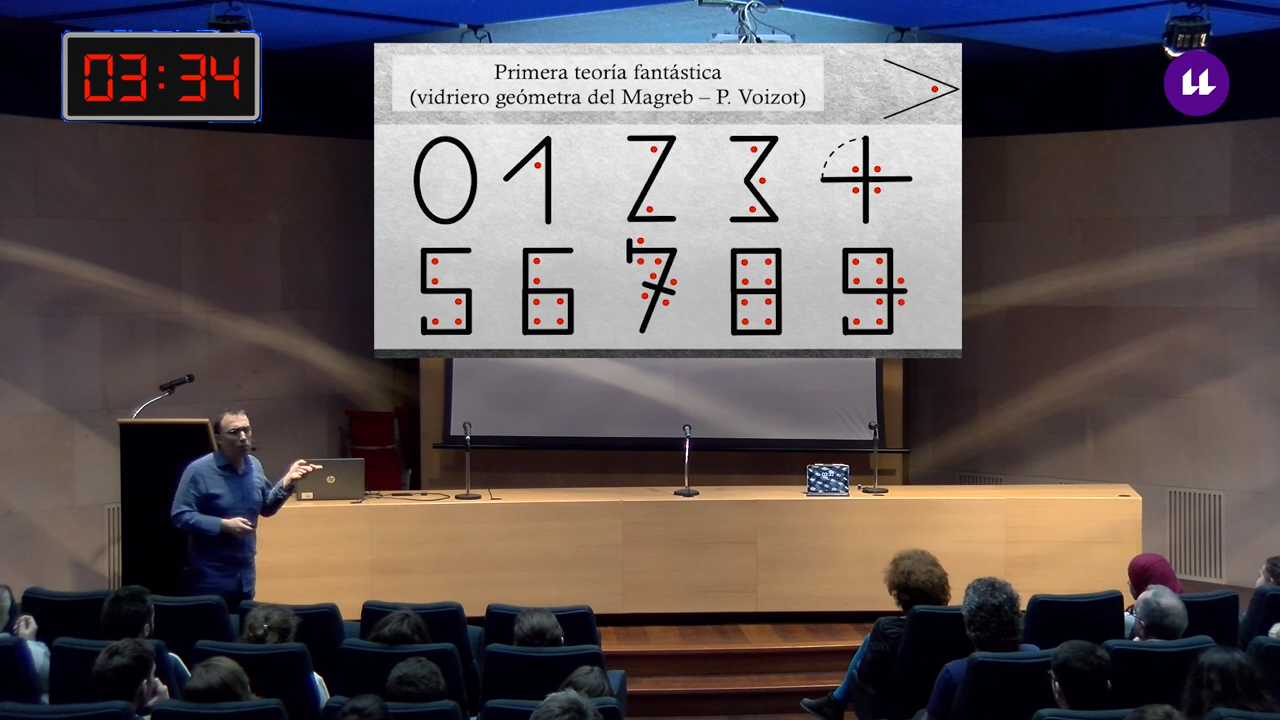 03:34
Primera teoría fantástica
(vidriero geómetra del Magreb – P. Voizot)
0 1 2 3 4
5 6 7 8 9
u
hp